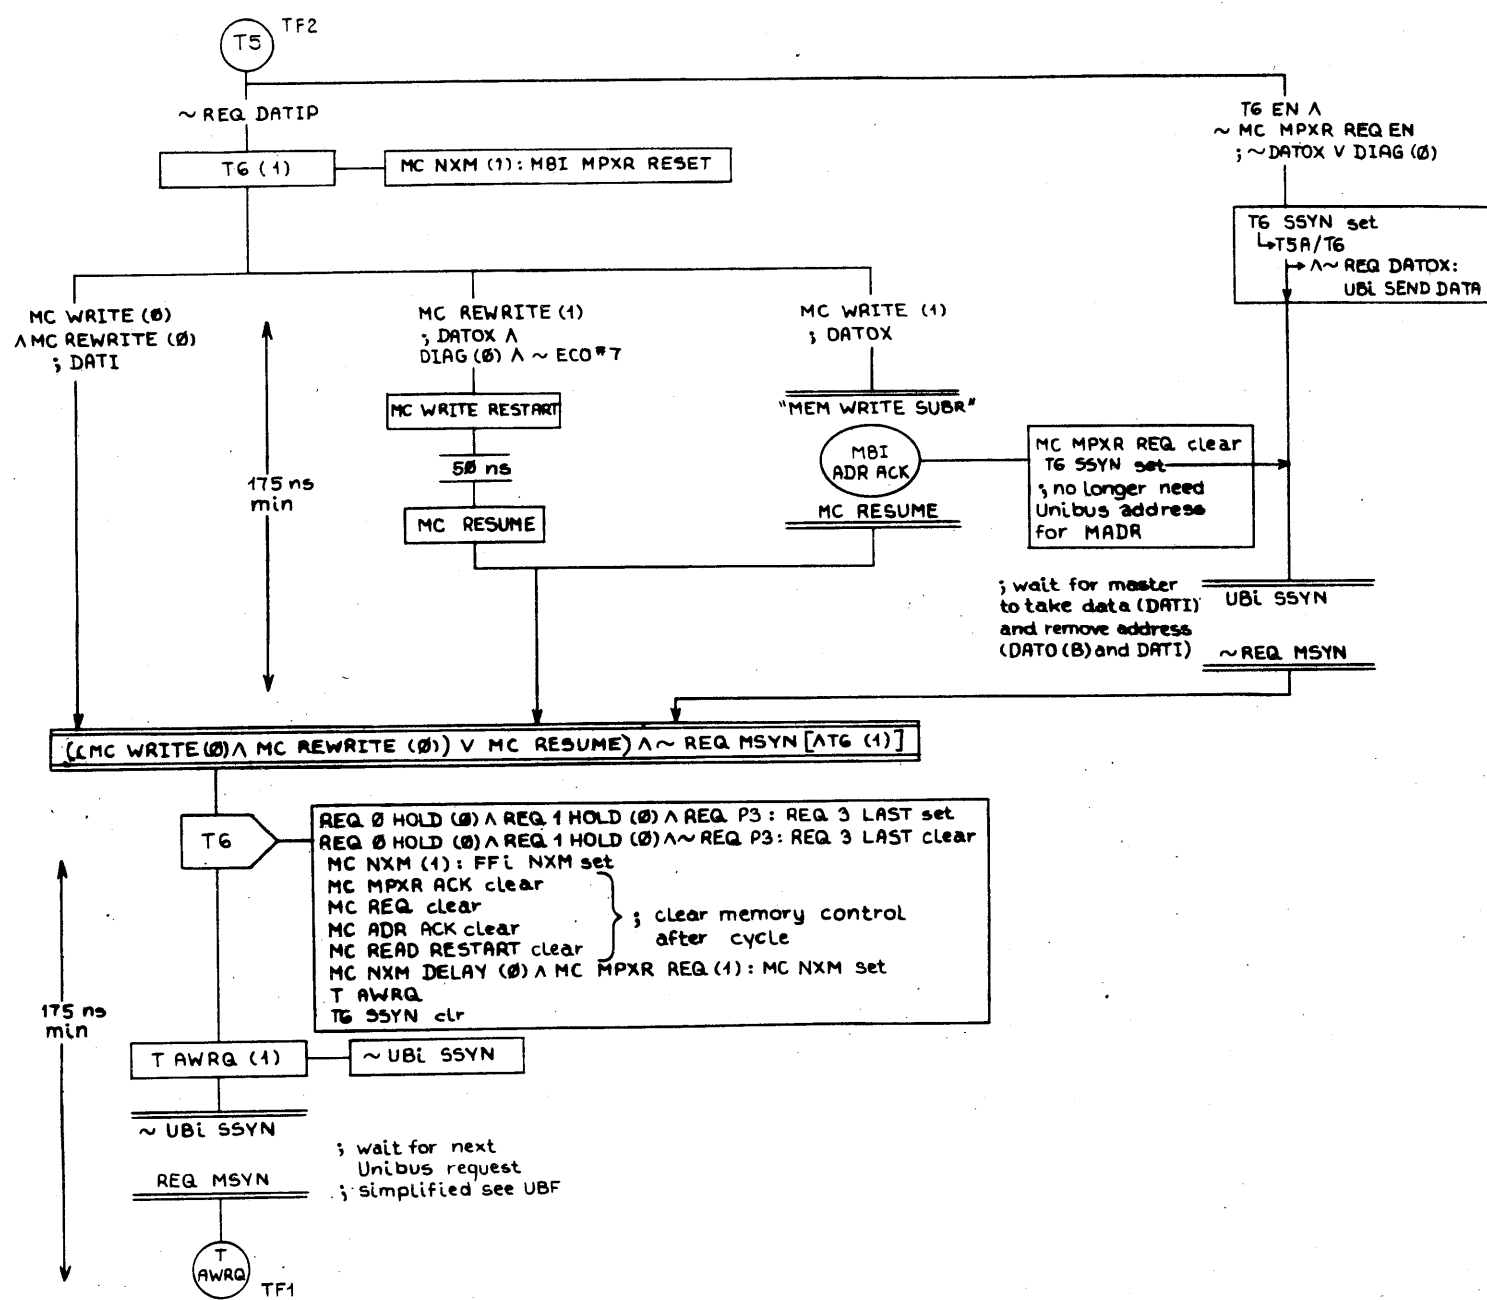 T5
TF2
~ REQ DATIP
T6 (1)
MC NXM (1): MBI MPXR RESET
T6 EN ∧
~ MC MPXR REQ EN
; ~DATOX V DIAG (Ø)
T6 SSYN set
↳T5A/T6
→ ∧~ REQ DATOX:
UBi SEND DATA
MC WRITE (Ø)
∧ MC REWRITE (Ø)
; DATI
175 ns
min
MC REWRITE (1)
; DATOX ∧
DIAG (Ø) ∧ ~ ECO#7
MC WRITE RESTART
5Ø ns
MC RESUME
MC WRITE (1)
; DATOX
"MEM WRITE SUBR"
MBI
ADR ACK
MC RESUME
MC MPXR REQ clear
T6 SSYN set
; no longer need
Unibus address
for MADR
; wait for master
to take data (DATI)
and remove address
(DATO (B) and DATI)
UBi SSYN
~ REQ MSYN
((MC WRITE (Ø) ∧ MC REWRITE (Ø)) V MC RESUME) ∧ ~ REQ MSYN [∧T6 (1)]
T6
REQ Ø HOLD (Ø) ∧ REQ 1 HOLD (Ø) ∧ REQ P3: REQ 3 LAST set
REQ Ø HOLD (Ø) ∧ REQ 1 HOLD (Ø) ∧ ~ REQ P3: REQ 3 LAST clear
MC NXM (1): FFi NXM set
MC MPXR ACK clear
MC REQ clear
MC ADR ACK clear
MC READ RESTART clear
; clear memory control
after cycle
MC NXM DELAY (Ø) ∧ MC MPXR REQ (1): MC NXM set
T AWRQ
T6 SSYN clr
175 ns
min
T AWRQ (1)
~ UBi SSYN
~ UBi SSYN
REQ MSYN
; wait for next
Unibus request
; simplified see UBF
T
AWRQ
TF1